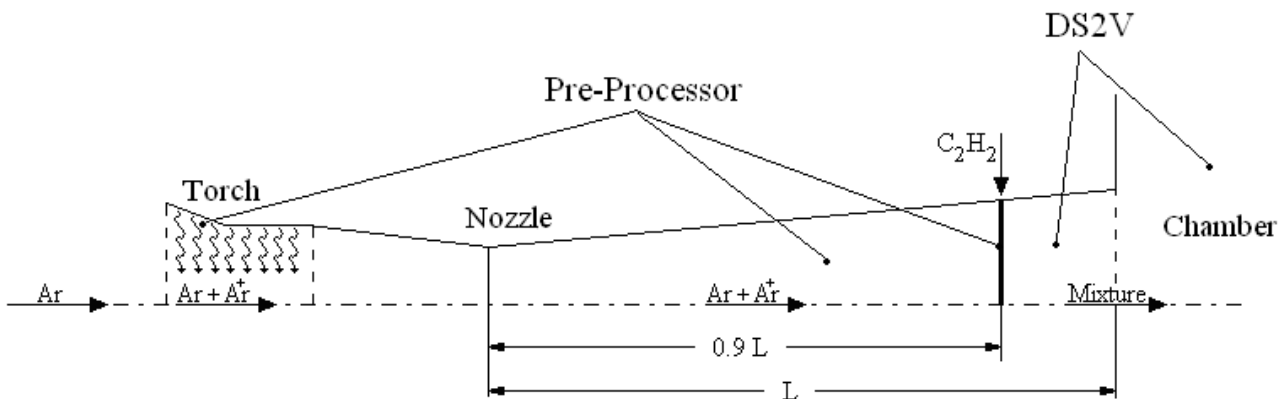 DS2V
Pre-Processor
C₂H₂
Torch
Nozzle
Chamber
Ar
Ar + Ar⁺
Ar + Ar⁺
Mixture
0.9 L
L